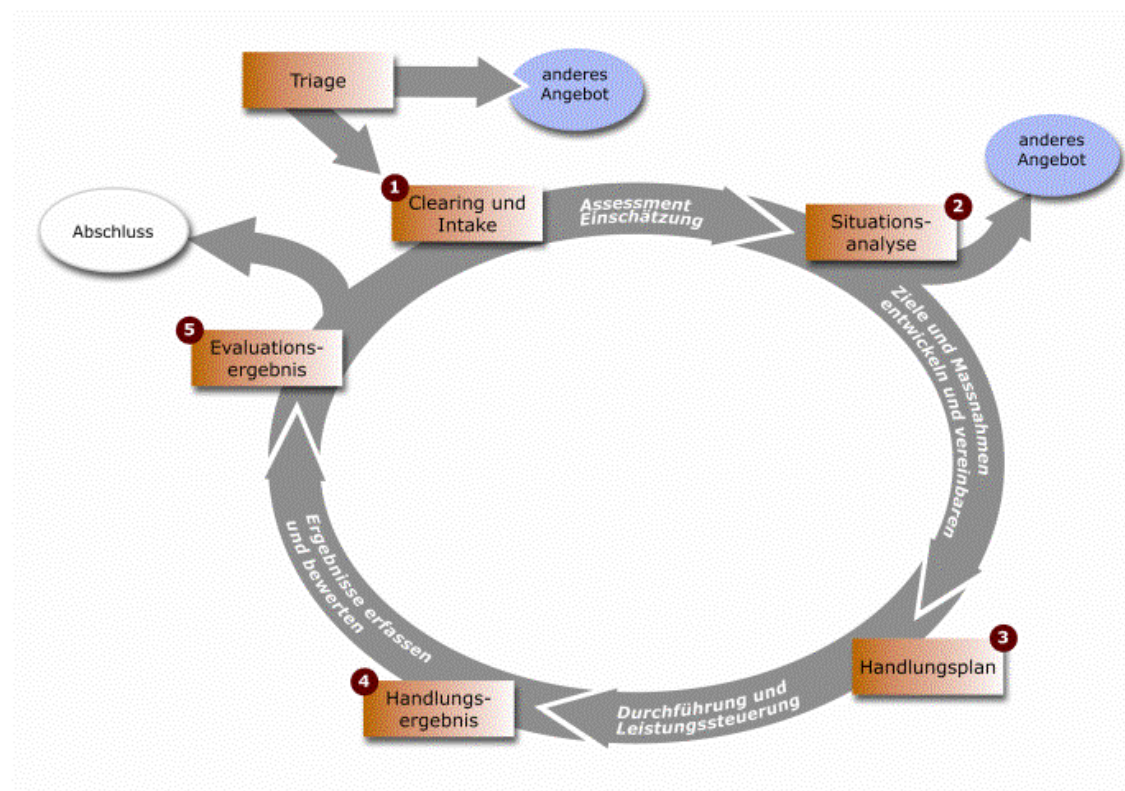 Triage
anderes
Angebot
anderes
Angebot
1
Clearing und
Intake
Assessment
Einschätzung
2
Situations-
analyse
Abschluss
Ziele und Massnahmen
entwickeln und vereinbaren
5
Evaluations-
ergebnis
Ergebnisse erfassen
und bewerten
3
Handlungsplan
4
Handlungs-
ergebnis
Durchführung und
Leistungssteuerung